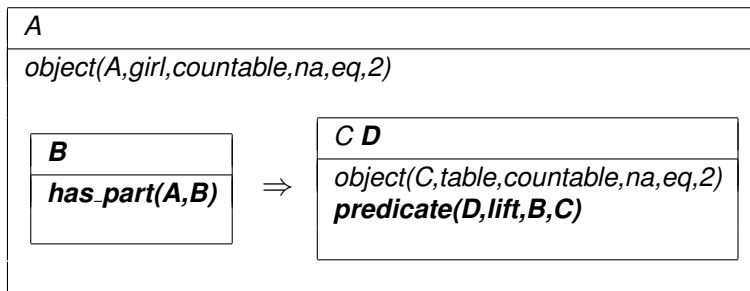 A
object(A,girl,countable,na,eq,2)
B
has_part(A,B)
⇒
C D
object(C,table,countable,na,eq,2)
predicate(D,lift,B,C)